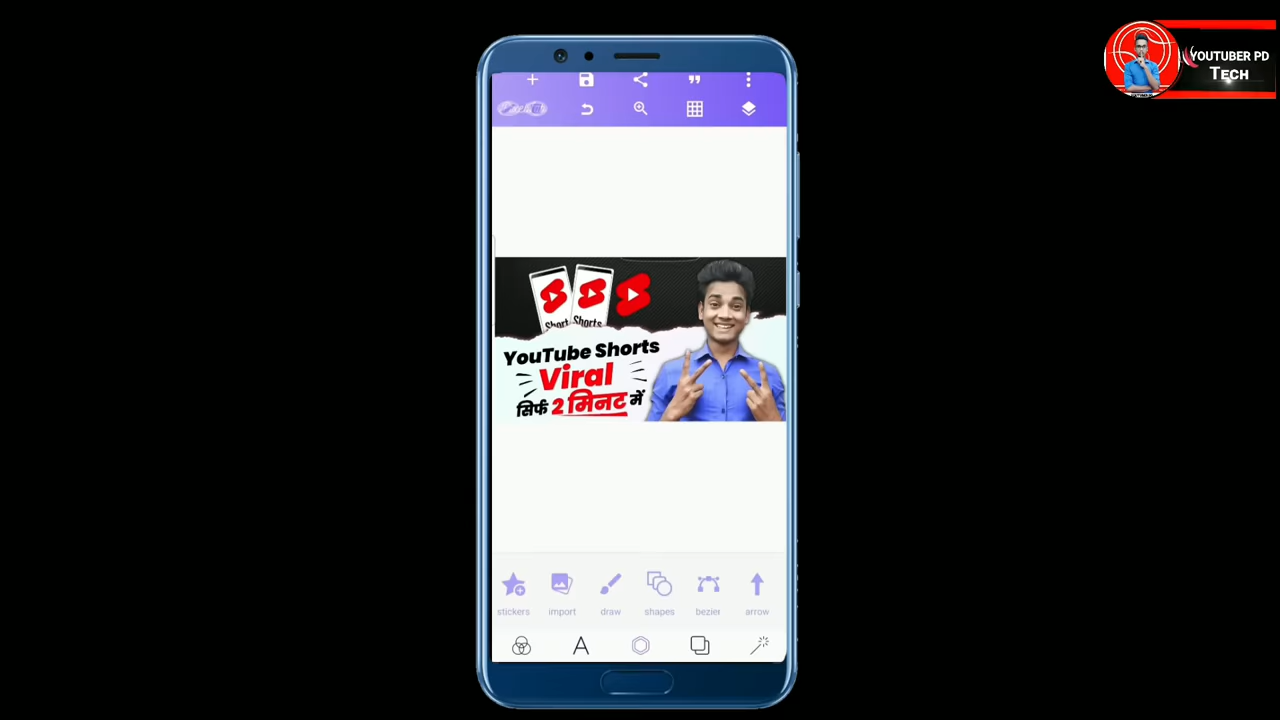 YOUTUBER PD
TECH
Short
Shorts
YouTube Shorts
Viral
सिर्फ 2 मिनट में
stickers
import
draw
shapes
bezier
arrow